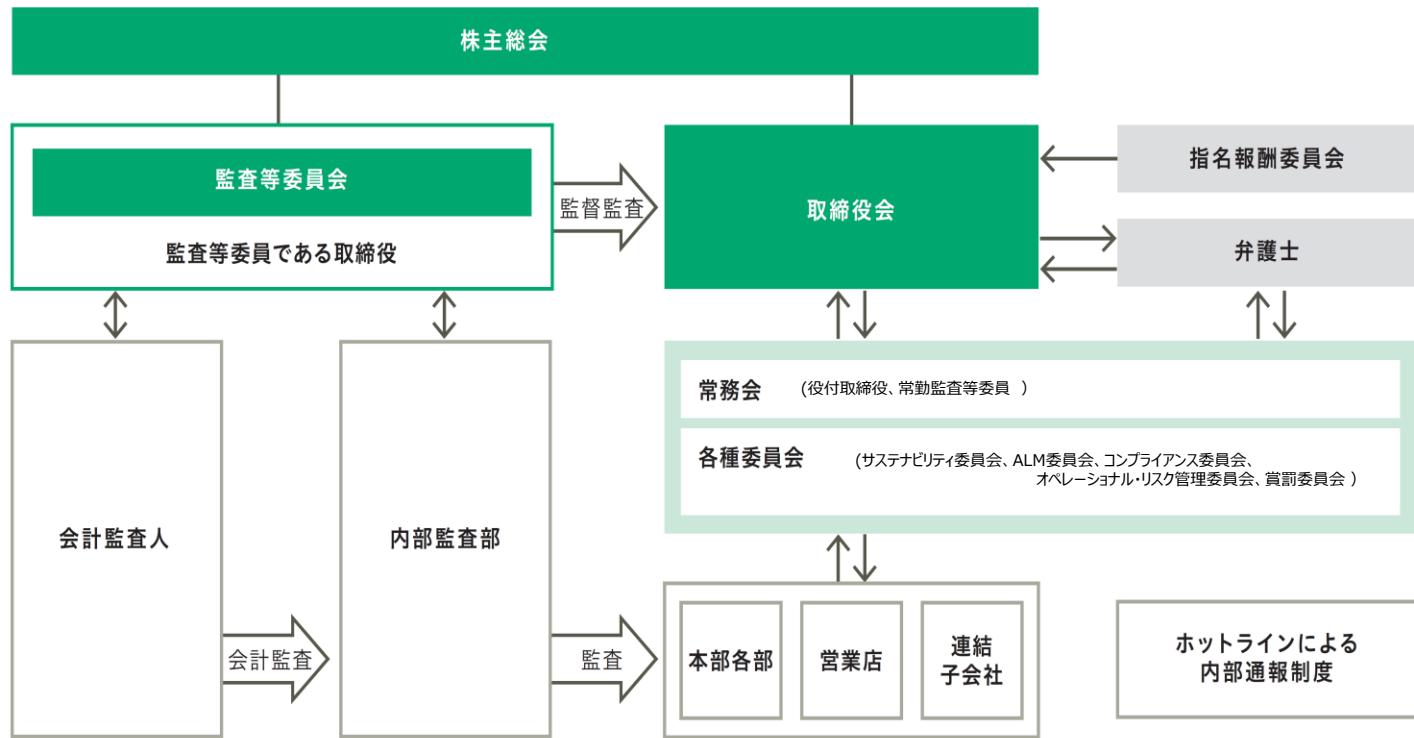 株主総会
監査等委員会
監査等委員である取締役
監督監査
取締役会
指名報酬委員会
弁護士
常務会 (役付取締役、常勤監査等委員 )
各種委員会 (サステナビリティ委員会、ALM委員会、コンプライアンス委員会、
オペレーショナル・リスク管理委員会、賞罰委員会 )
会計監査人
内部監査部
会計監査
監査
本部各部
営業店
連結
子会社
ホットラインによる
内部通報制度